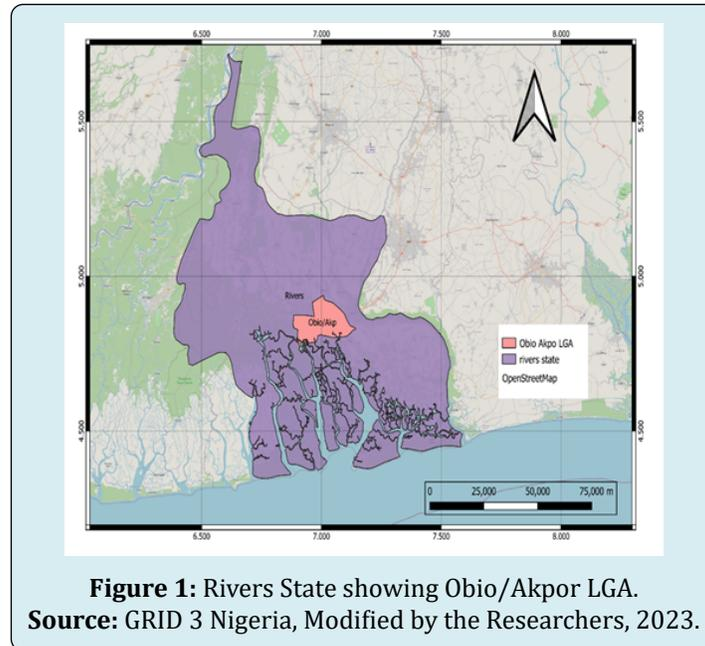 6.500 7.000 7.500 8.000
5.500 5.500
5.000 5.000
Rivers
Obio/Akp
Obio Akpo LGA
rivers state
OpenStreetMap
4.500 4.500
0 25,000 50,000 75,000 m
6.500 7.000 7.500 8.000
Figure 1: Rivers State showing Obio/Akpor LGA.
Source: GRID 3 Nigeria, Modified by the Researchers, 2023.